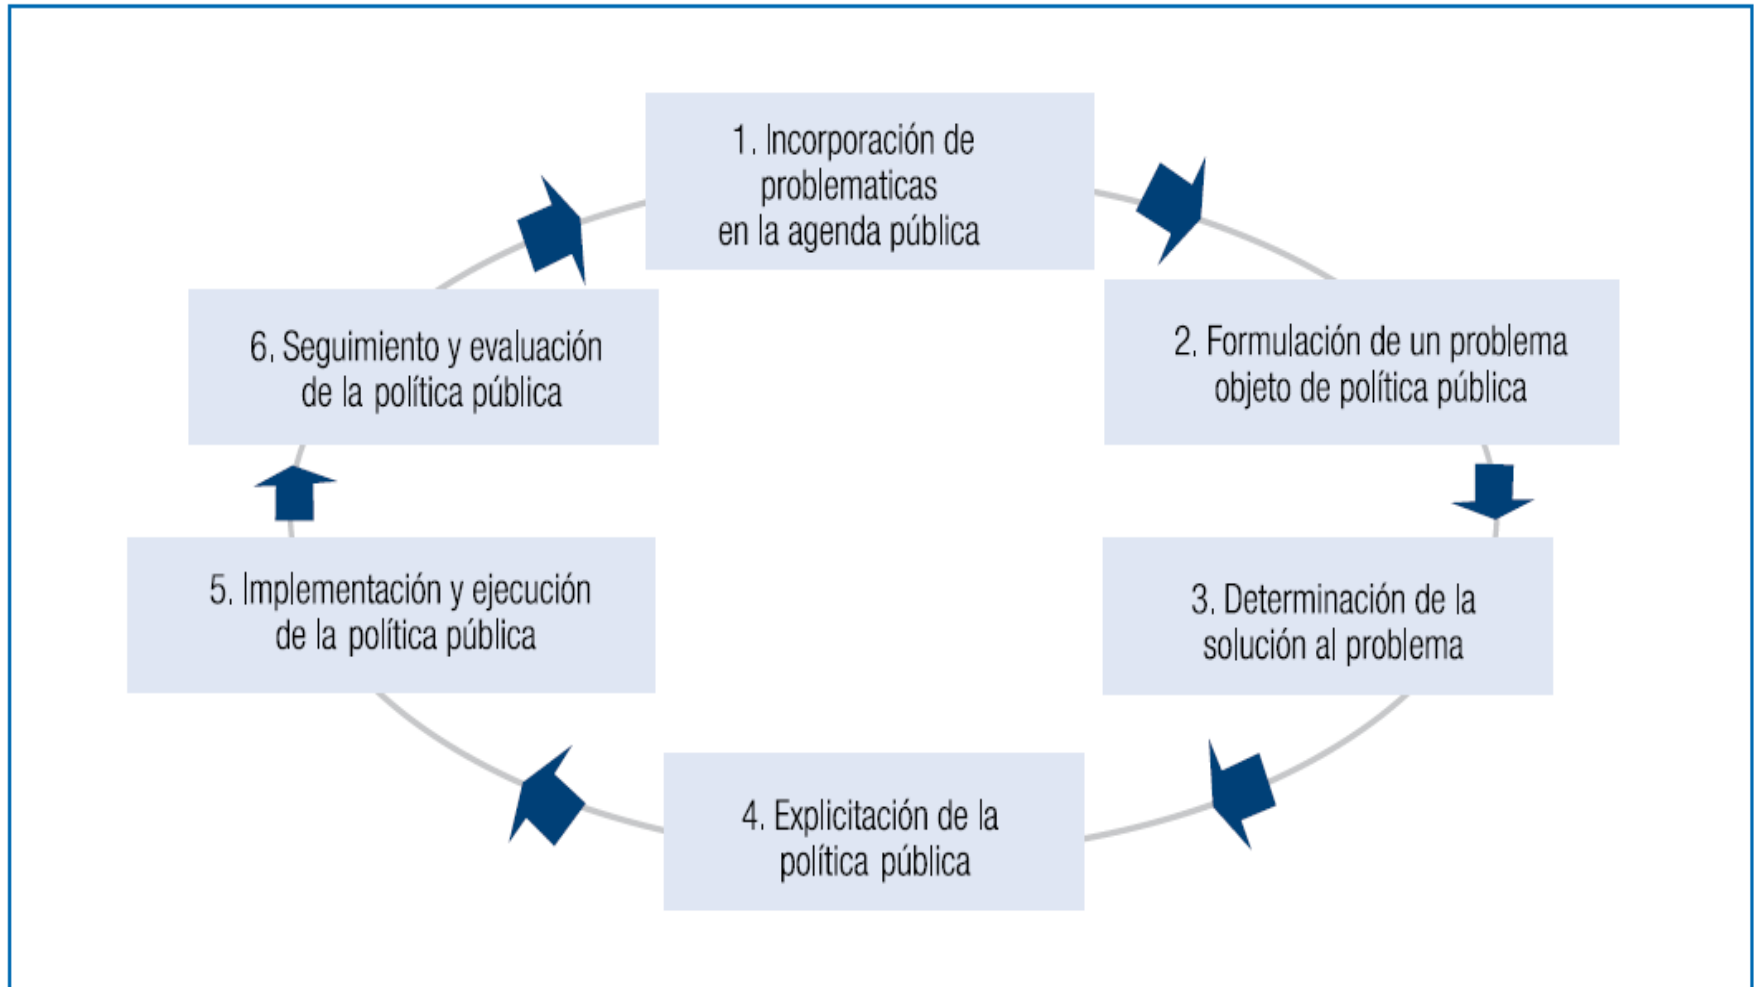 1. Incorporación de
problematicas
en la agenda pública
2. Formulación de un problema
objeto de política pública
3. Determinación de la
solución al problema
4. Explicitación de la
política pública
5. Implementación y ejecución
de la política pública
6. Seguimiento y evaluación
de la política pública